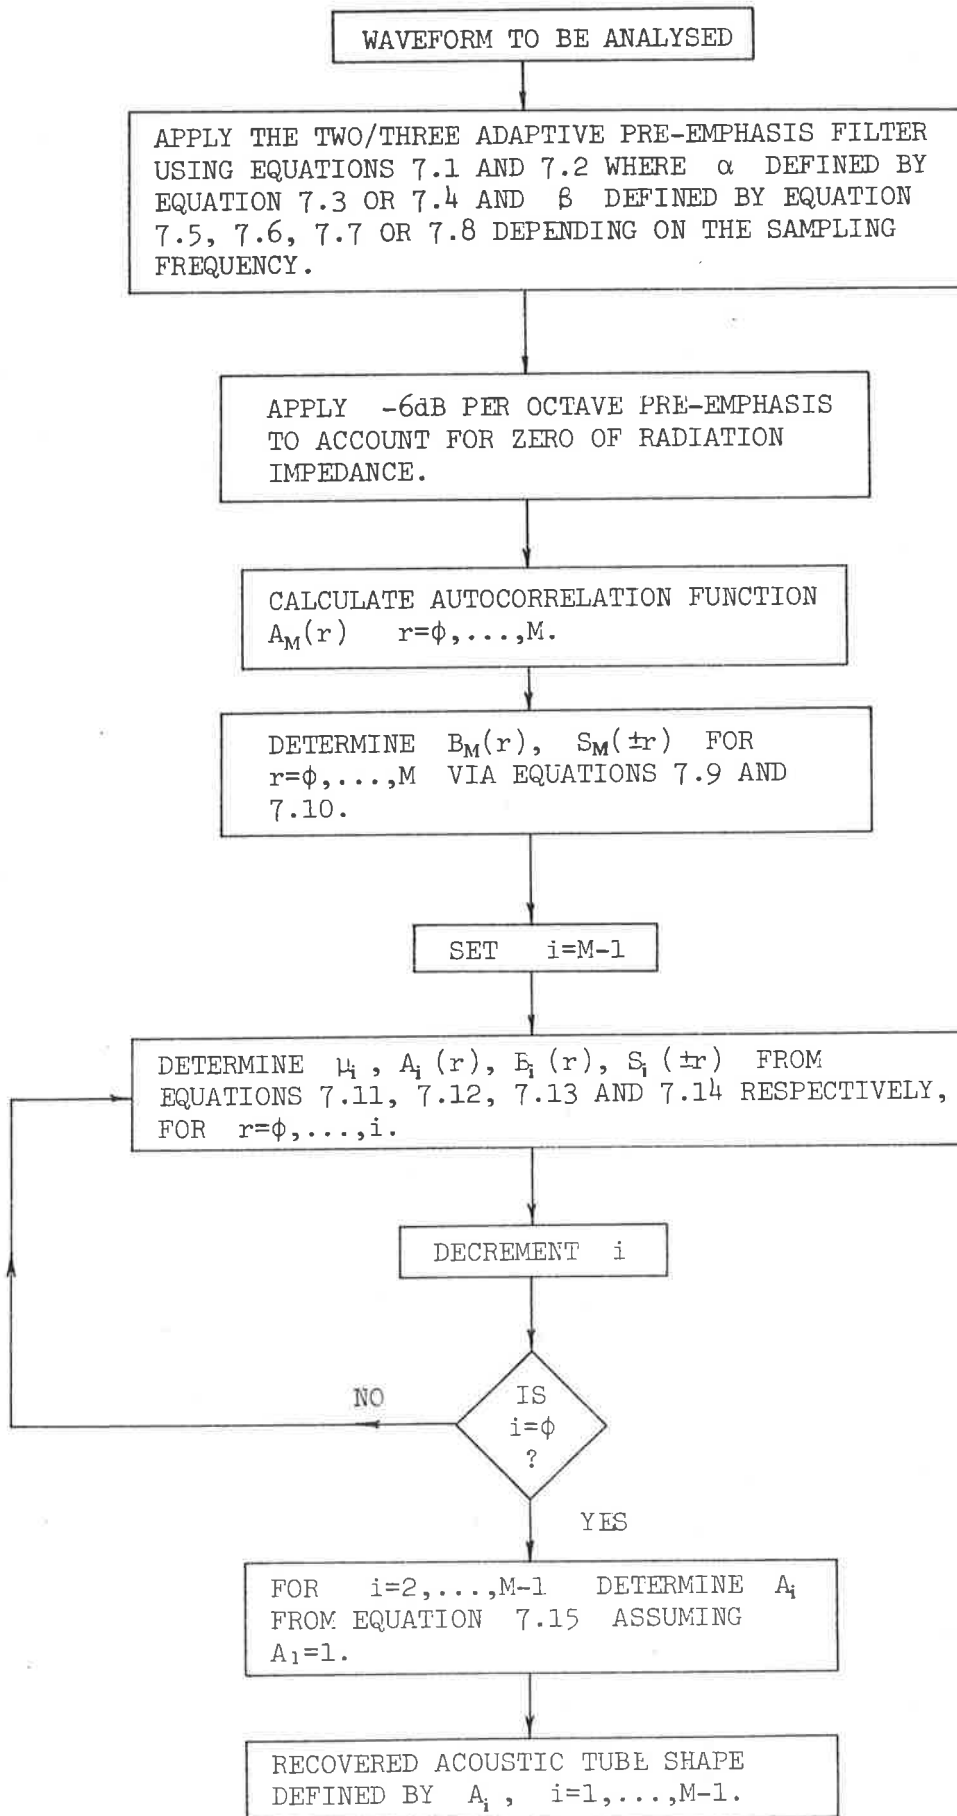 WAVEFORM TO BE ANALYSED
APPLY THE TWO/THREE ADAPTIVE PRE-EMPHASIS FILTER
USING EQUATIONS 7.1 AND 7.2 WHERE α DEFINED BY
EQUATION 7.3 OR 7.4 AND β DEFINED BY EQUATION
7.5, 7.6, 7.7 OR 7.8 DEPENDING ON THE SAMPLING
FREQUENCY.
APPLY -6dB PER OCTAVE PRE-EMPHASIS
TO ACCOUNT FOR ZERO OF RADIATION
IMPEDANCE.
CALCULATE AUTOCORRELATION FUNCTION
A_M(r) r=φ,...,M.
DETERMINE B_M(r), S_M(±r) FOR
r=φ,...,M VIA EQUATIONS 7.9 AND
7.10.
SET i=M-1
DETERMINE μ_i, A_i(r), B_i(r), S_i(±r) FROM
EQUATIONS 7.11, 7.12, 7.13 AND 7.14 RESPECTIVELY,
FOR r=φ,...,i.
DECREMENT i
IS
i=φ
?
NO
YES
FOR i=2,...,M-1 DETERMINE A_i
FROM EQUATION 7.15 ASSUMING
A₁=1.
RECOVERED ACOUSTIC TUBE SHAPE
DEFINED BY A_i, i=1,...,M-1.